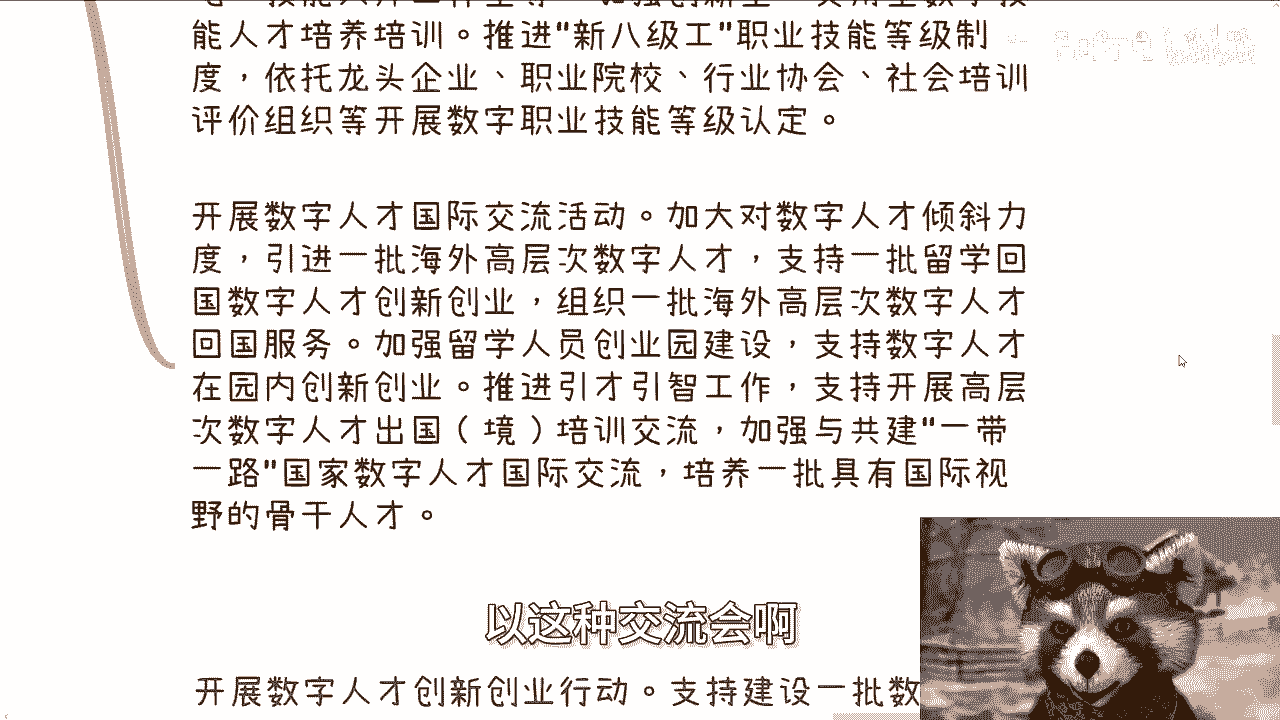 能人才培养培训。推进"新八级工"职业技能等级制
度，依托龙头企业、职业院校、行业协会、社会培训
评价组织等开展数字职业技能等级认定。
开展数字人才国际交流活动。加大对数字人才倾斜力
度，引进一批海外高层次数字人才，支持一批留学回
国数字人才创新创业，组织一批海外高层次数字人才
回国服务。加强留学人员创业园建设，支持数字人才
在园内创新创业。推进引才引智工作，支持开展高层
次数字人才出国（境）培训交流，加强与共建"一带
一路"国家数字人才国际交流，培养一批具有国际视
野的骨干人才。
以这种交流会啊
开展数字人才创新创业行动。支持建设一批数